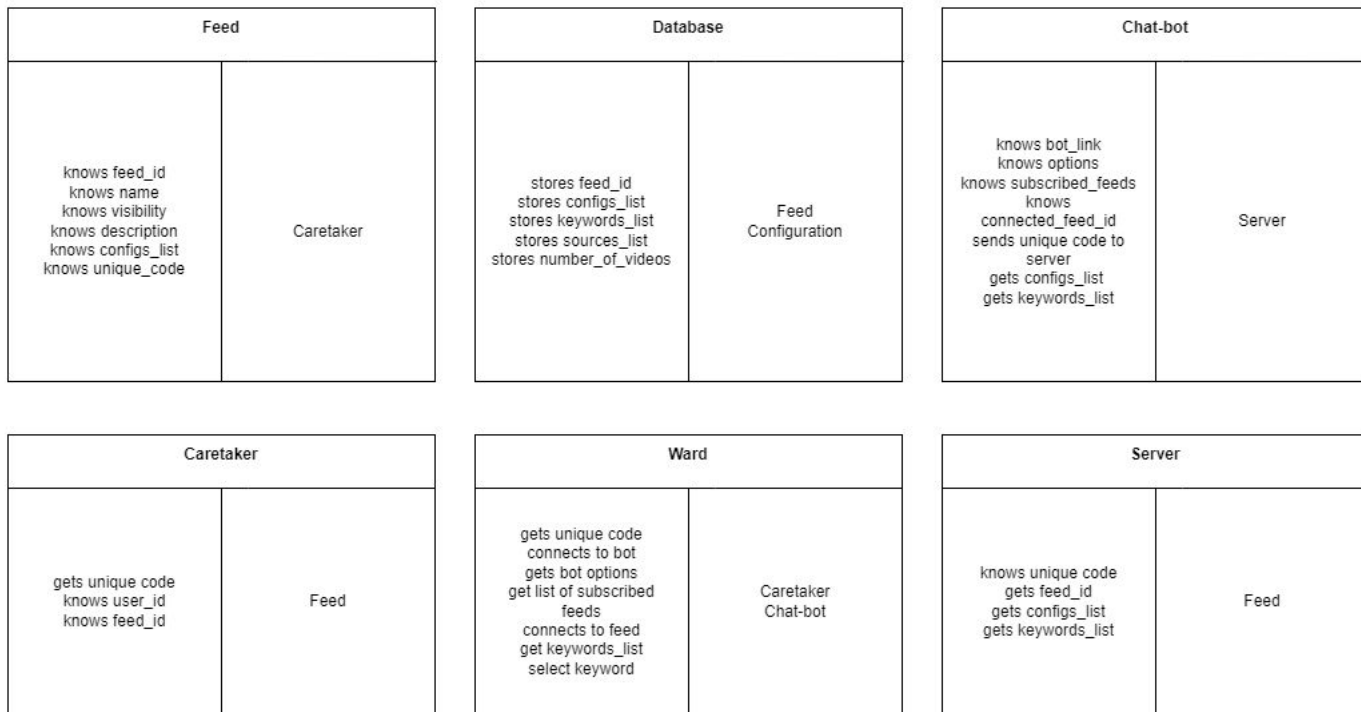 Feed
knows feed_id
knows name
knows visibility
knows description
knows configs_list
knows unique_code
Caretaker
Database
stores feed_id
stores configs_list
stores keywords_list
stores sources_list
stores number_of_videos
Feed
Configuration
Chat-bot
knows bot_link
knows options
knows subscribed_feeds
knows
connected_feed_id
sends unique code to
server
gets configs_list
gets keywords_list
Server
Caretaker
gets unique code
knows user_id
knows feed_id
Feed
Ward
gets unique code
connects to bot
gets bot options
get list of subscribed
feeds
connects to feed
get keywords_list
select keyword
Caretaker
Chat-bot
Server
knows unique code
gets feed_id
gets configs_list
gets keywords_list
Feed